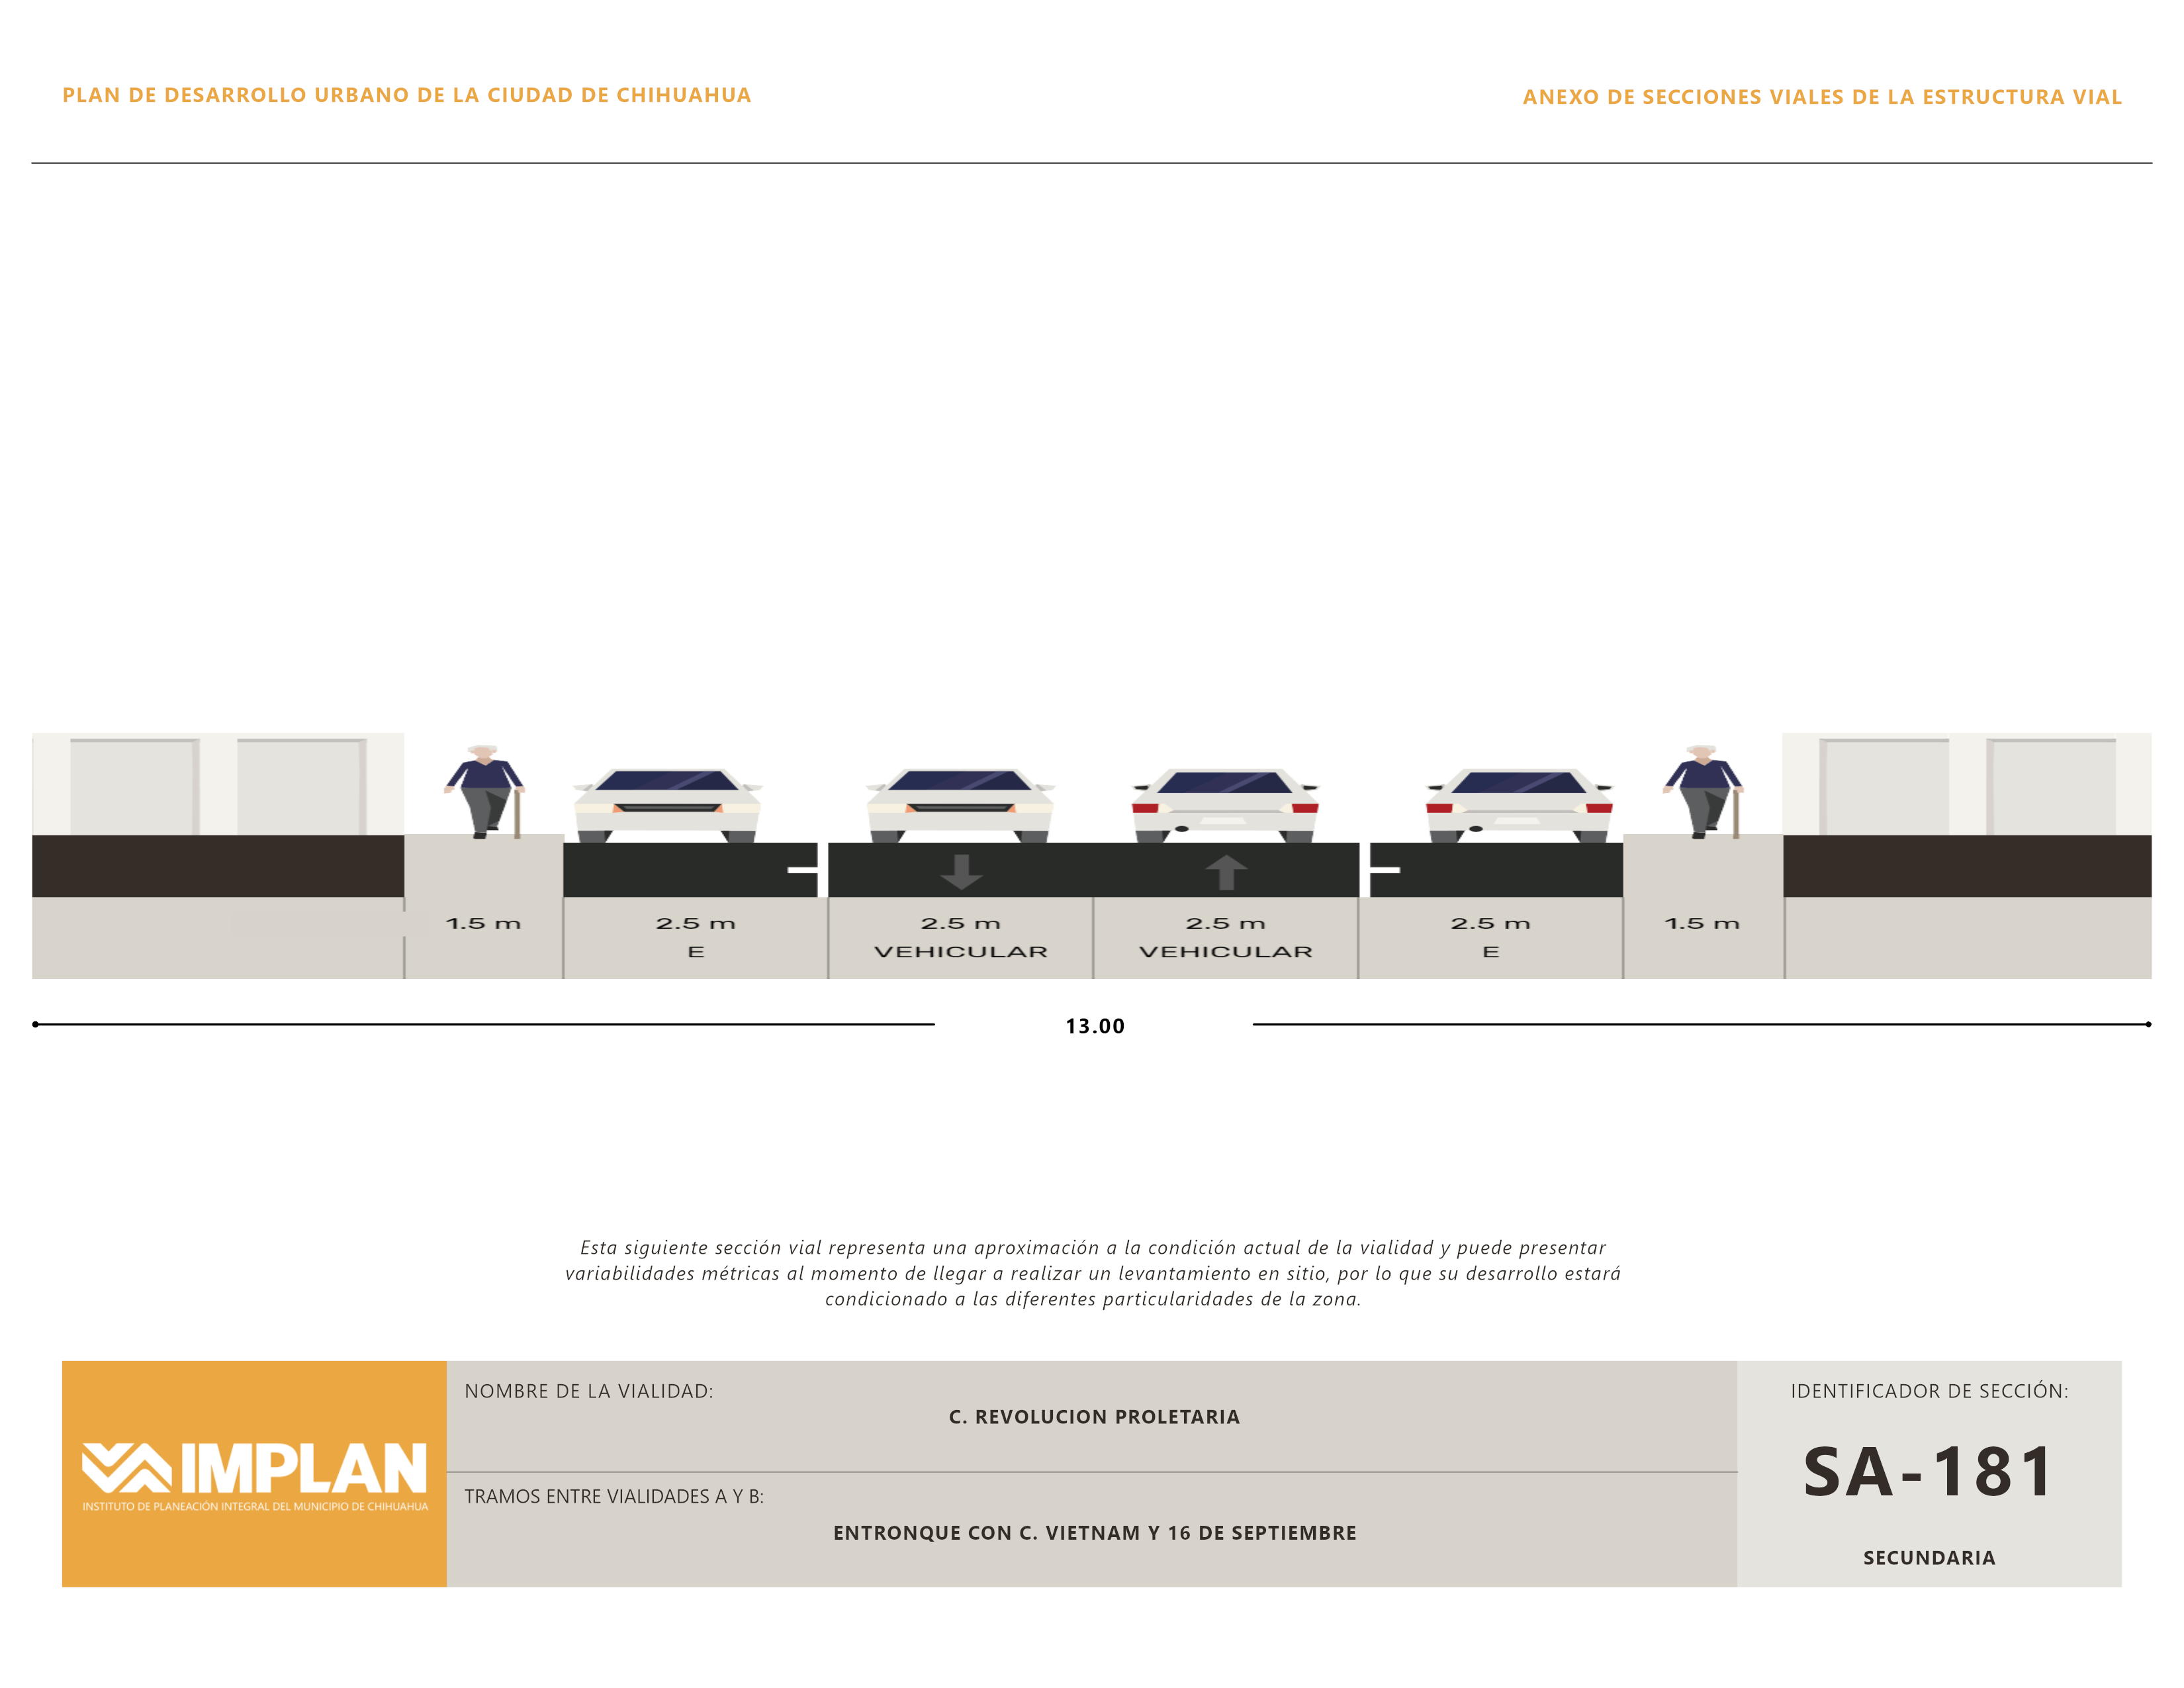 PLAN DE DESARROLLO URBANO DE LA CIUDAD DE CHIHUAHUA
ANEXO DE SECCIONES VIALES DE LA ESTRUCTURA VIAL
1.5 m
2.5 m
E
2.5 m
VEHICULAR
2.5 m
VEHICULAR
2.5 m
E
1.5 m
13.00
Esta siguiente sección vial representa una aproximación a la condición actual de la vialidad y puede presentar
variabilidades métricas al momento de llegar a realizar un levantamiento en sitio, por lo que su desarrollo estará
condicionado a las diferentes particularidades de la zona.
IMPLAN
INSTITUTO DE PLANEACIÓN INTEGRAL DEL MUNICIPIO DE CHIHUAHUA
NOMBRE DE LA VIALIDAD:
C. REVOLUCION PROLETARIA
TRAMOS ENTRE VIALIDADES A Y B:
ENTRONQUE CON C. VIETNAM Y 16 DE SEPTIEMBRE
IDENTIFICADOR DE SECCIÓN:
SA-181
SECUNDARIA